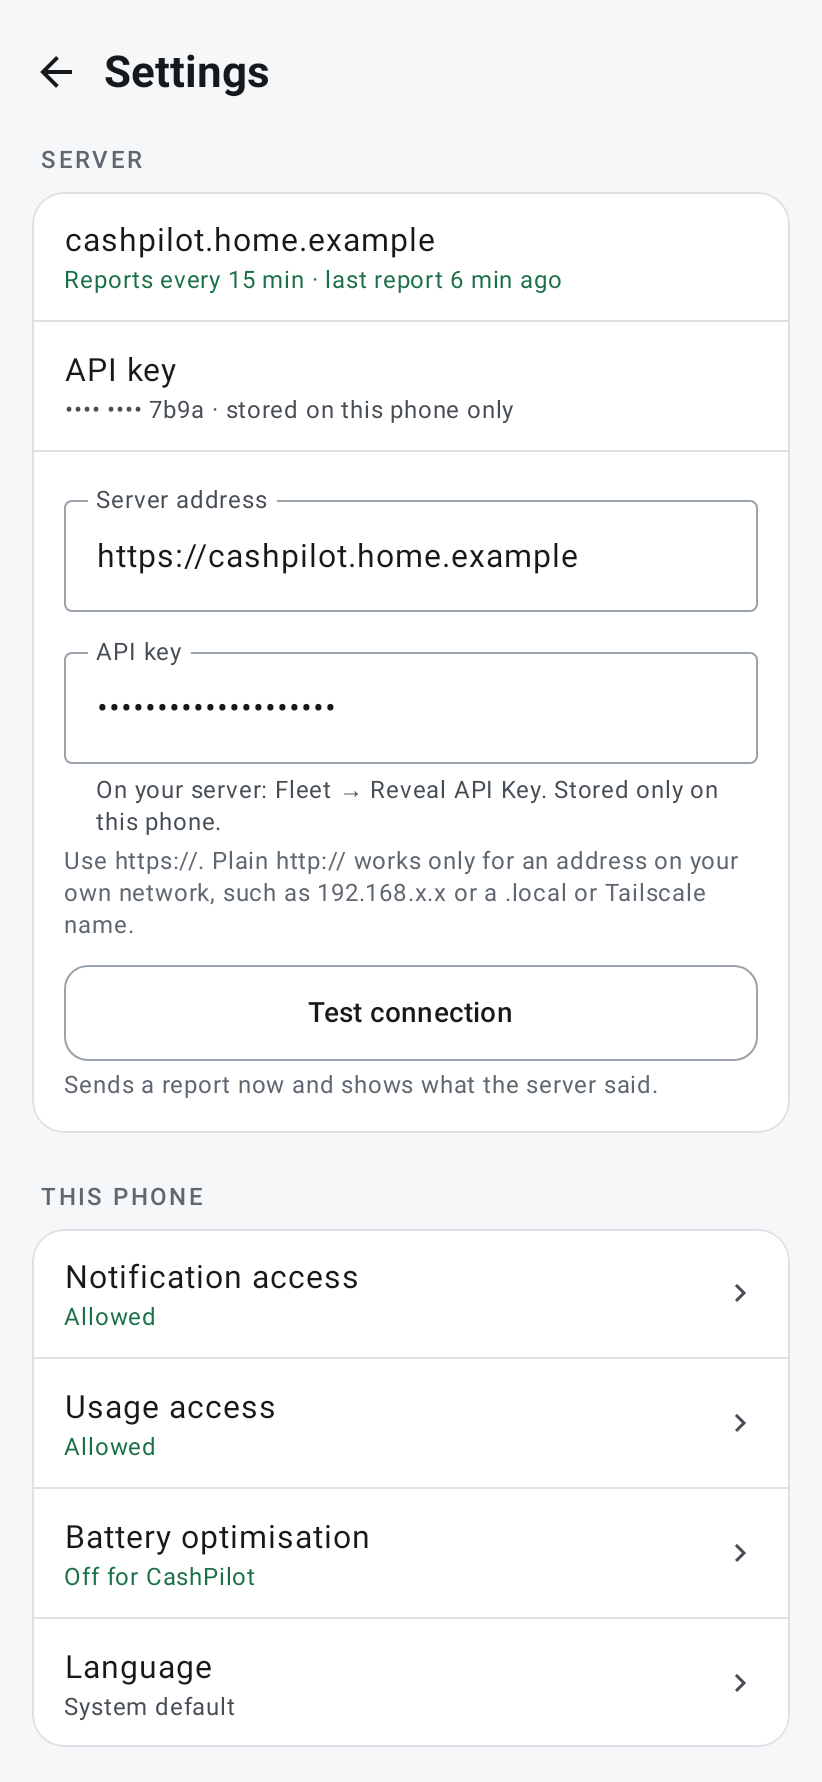 Settings
SERVER
cashpilot.home.example
Reports every 15 min · last report 6 min ago
API key
•••• •••• 7b9a · stored on this phone only
Server address
https://cashpilot.home.example
API key
••••••••••••••••••••
On your server: Fleet → Reveal API Key. Stored only on
this phone.
Use https://. Plain http:// works only for an address on your
own network, such as 192.168.x.x or a .local or Tailscale
name.
Test connection
Sends a report now and shows what the server said.
THIS PHONE
Notification access
Allowed
Usage access
Allowed
Battery optimisation
Off for CashPilot
Language
System default